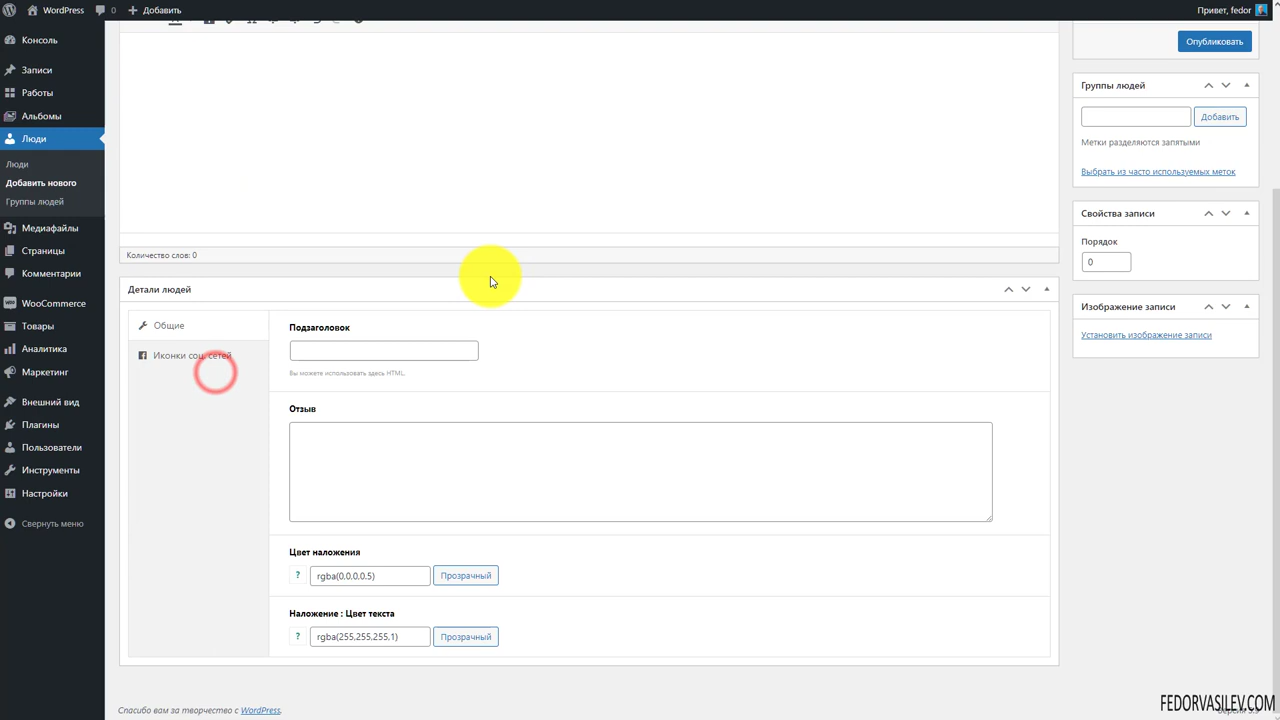 WordPress 0 Добавить
Привет, fedor
Консоль
Записи
Работы
Альбомы
Люди
Люди
Добавить нового
Группы людей
Медиафайлы
Страницы
Комментарии
WooCommerce
Товары
Аналитика
Маркетинг
Внешний вид
Плагины
Пользователи
Инструменты
Настройки
Свернуть меню
Количество слов: 0
Детали людей
Общие
Иконки соц. сетей
Подзаголовок
Вы можете использовать здесь HTML.
Отзыв
Цвет наложения
? rgba(0,0,0,0.5) Прозрачный
Наложение : Цвет текста
? rgba(255,255,255,1) Прозрачный
Опубликовать
Группы людей
Добавить
Метки разделяются запятыми
Выбрать из часто используемых меток
Свойства записи
Порядок
0
Изображение записи
Установить изображение записи
Спасибо вам за творчество с WordPress.
FEDORVASILEV.COM